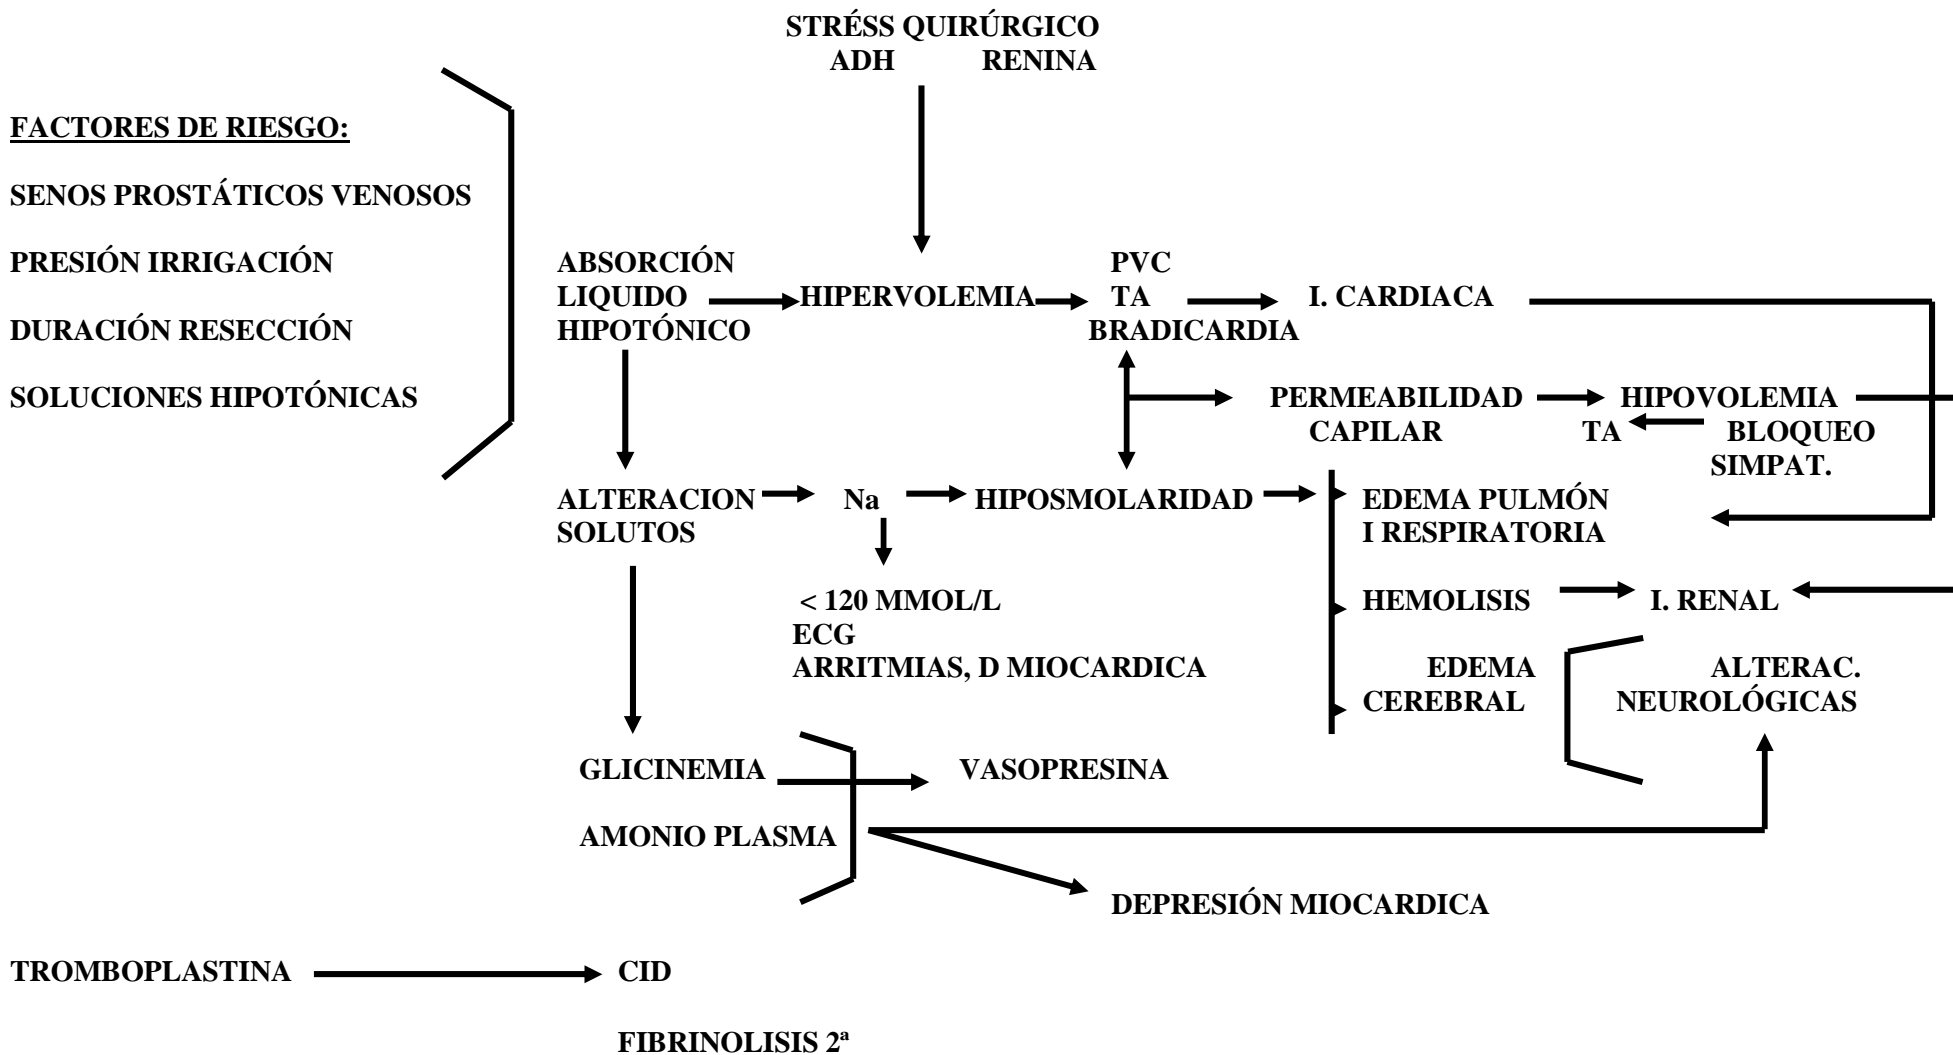 STRÉSS QUIRÚRGICO
ADH RENINA
FACTORES DE RIESGO:
SENOS PROSTÁTICOS VENOSOS
PRESIÓN IRRIGACIÓN
DURACIÓN RESECCIÓN
SOLUCIONES HIPOTÓNICAS
ABSORCIÓN
LIQUIDO
HIPOTÓNICO
HIPERVOLEMIA
PVC
TA
BRADICARDIA
I. CARDIACA
PERMEABILIDAD
CAPILAR
HIPOVOLEMIA
TA
BLOQUEO
SIMPAT.
ALTERACION
SOLUTOS
Na
HIPOSMOLARIDAD
EDEMA PULMÓN
I RESPIRATORIA
< 120 MMOL/L
ECG
ARRITMIAS, D MIOCARDICA
HEMOLISIS
I. RENAL
EDEMA
CEREBRAL
ALTERAC.
NEUROLÓGICAS
GLICINEMIA
VASOPRESINA
AMONIO PLASMA
DEPRESIÓN MIOCARDICA
TROMBOPLASTINA
CID
FIBRINOLISIS 2ª